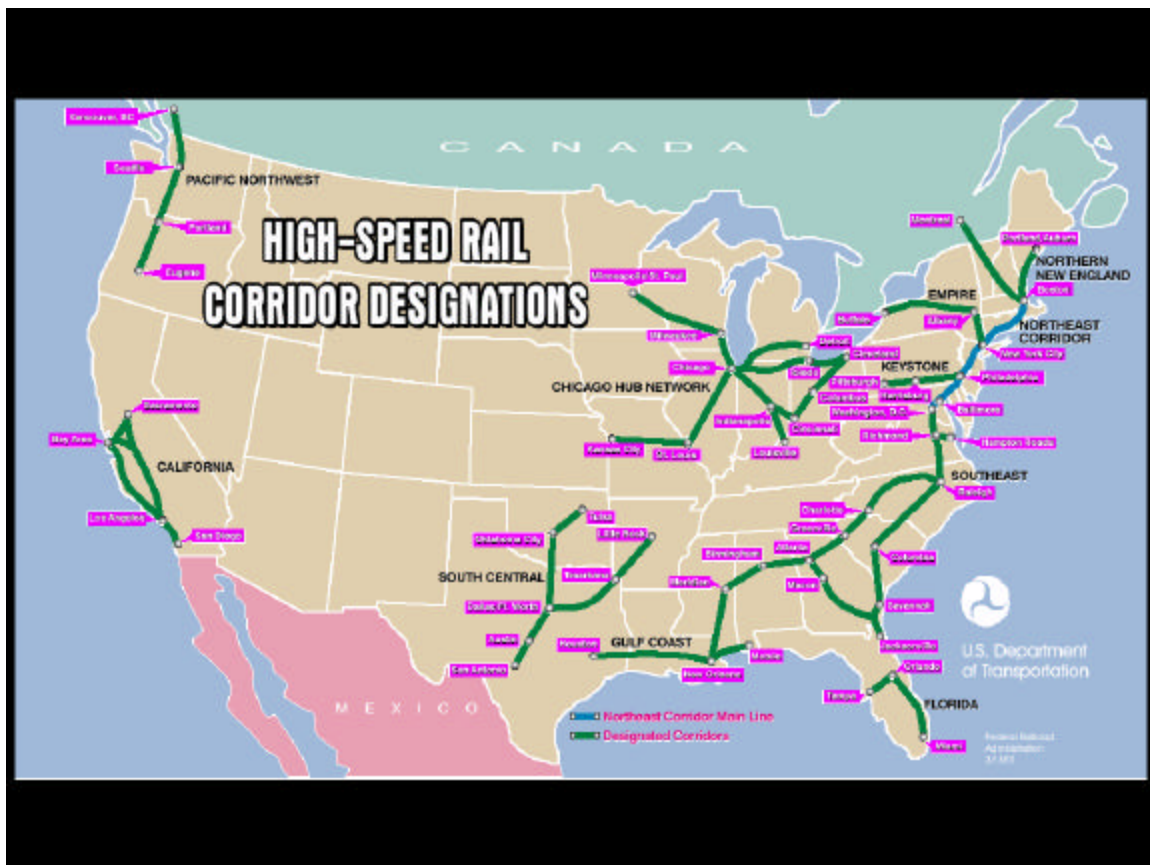 CANADA
Vancouver, BC
Seattle
PACIFIC NORTHWEST
Portland
Eugene
HIGH-SPEED RAIL
CORRIDOR DESIGNATIONS
Minneapolis/St. Paul
Milwaukee
Chicago
CHICAGO HUB NETWORK
Detroit
Toledo
Cleveland
Columbus
Indianapolis
Cincinnati
Louisville
Kansas City
St. Louis
Montreal
Portland/Auburn
NORTHERN
NEW ENGLAND
Boston
EMPIRE
Buffalo
Albany
NORTHEAST
CORRIDOR
New York City
KEYSTONE
Pittsburgh
Harrisburg
Philadelphia
Baltimore
Washington, D.C.
Richmond
Hampton Roads
SOUTHEAST
Raleigh
Charlotte
Greenville
Atlanta
Macon
Columbia
Savannah
Jacksonville
Sacramento
Bay Area
CALIFORNIA
Los Angeles
San Diego
Tulsa
Oklahoma City
Little Rock
SOUTH CENTRAL
Texarkana
Dallas/Ft. Worth
Austin
San Antonio
Birmingham
Meridian
Houston
GULF COAST
Mobile
New Orleans
Orlando
Tampa
FLORIDA
Miami
MEXICO
Northeast Corridor Main Line
Designated Corridors
U.S. Department
of Transportation
Federal Railroad
Administration